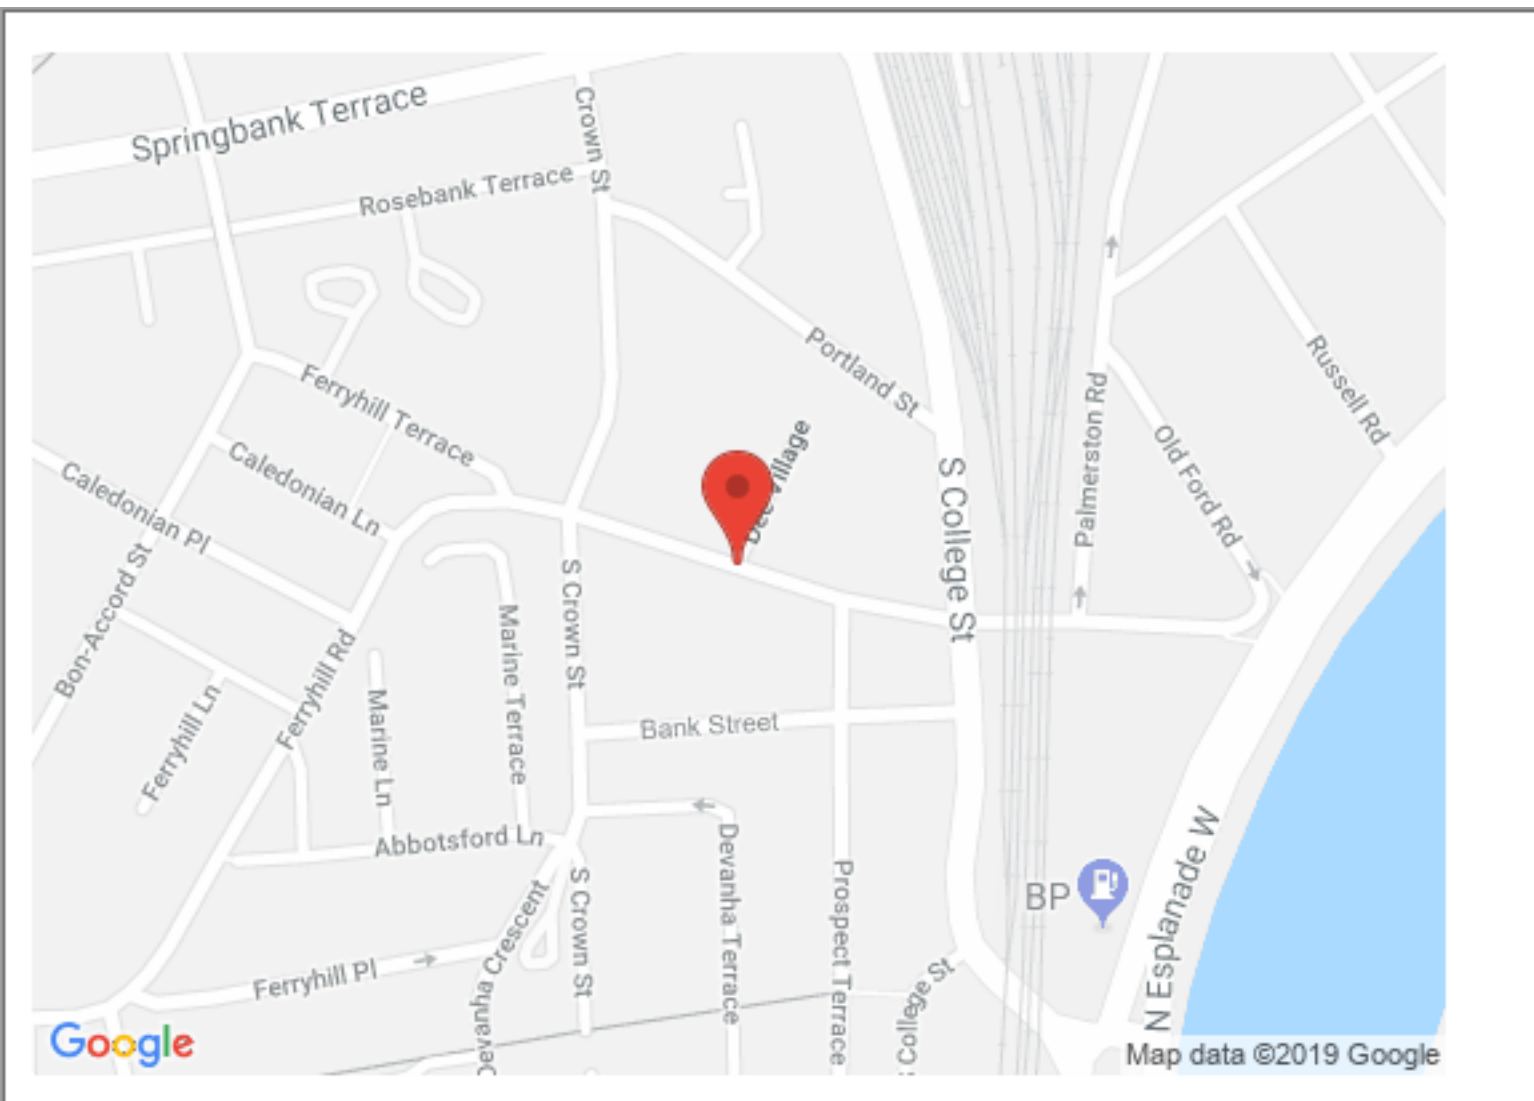 Springbank Terrace
Crown St
Rosebank Terrace
Portland St
Russell Rd
Ferryhill Terrace
Palmerston Rd
Old Ford Rd
Caledonian Ln
Caledonian Pl
Dee Village
S College St
Bon-Accord St
S Crown St
Marine Terrace
Ferryhill Rd
Ferryhill Ln
Marine Ln
Bank Street
Abbotsford Ln
Devanha Terrace
Prospect Terrace
BP
N Esplanade W
S Crown St
Devanha Crescent
Ferryhill Pl
S College St
Google
Map data ©2019 Google